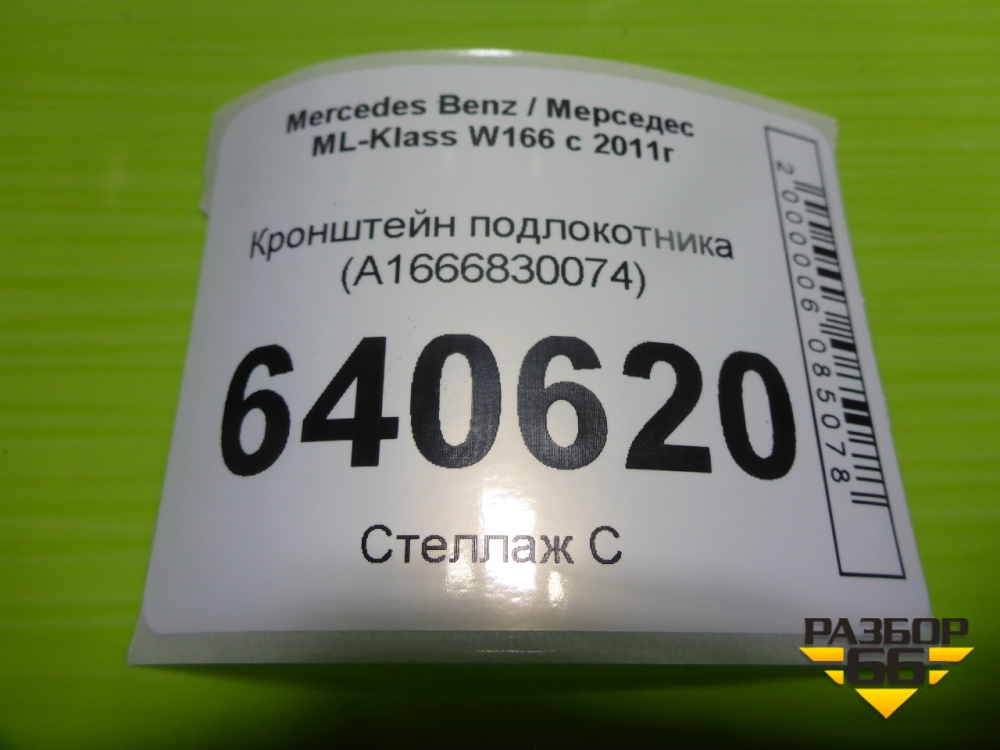 Mercedes Benz / Мерседес
ML-Klass W166 с 2011г
Кронштейн подлокотника
(A1666830074)
640620
Стеллаж С
2000006085078
РАЗБОР
66